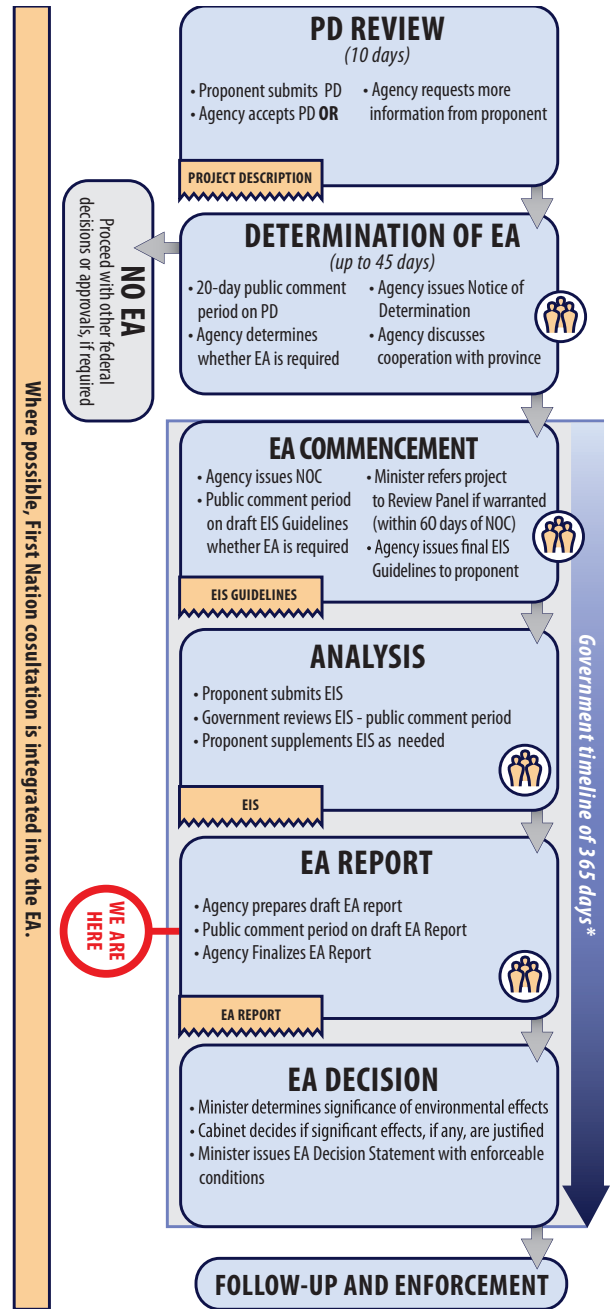 PD REVIEW
(10 days)
• Proponent submits PD
• Agency accepts PD OR
• Agency requests more
information from proponent
PROJECT DESCRIPTION
DETERMINATION OF EA
(up to 45 days)
• 20-day public comment
period on PD
• Agency determines
whether EA is required
• Agency issues Notice of
Determination
• Agency discusses
cooperation with province
NO EA
Proceed with other federal
decisions or approvals, if required
EA COMMENCEMENT
• Agency issues NOC
• Public comment period
on draft EIS Guidelines
whether EA is required
• Minister refers project
to Review Panel if warranted
(within 60 days of NOC)
• Agency issues final EIS
Guidelines to proponent
EIS GUIDELINES
ANALYSIS
• Proponent submits EIS
• Government reviews EIS - public comment period
• Proponent supplements EIS as needed
EIS
EA REPORT
• Agency prepares draft EA report
• Public comment period on draft EA Report
• Agency Finalizes EA Report
WE ARE
HERE
EA REPORT
EA DECISION
• Minister determines significance of environmental effects
• Cabinet decides if significant effects, if any, are justified
• Minister issues EA Decision Statement with enforceable
conditions
FOLLOW-UP AND ENFORCEMENT
Where possible, First Nation cosultation is integrated into the EA.
Government timeline of 365 days*